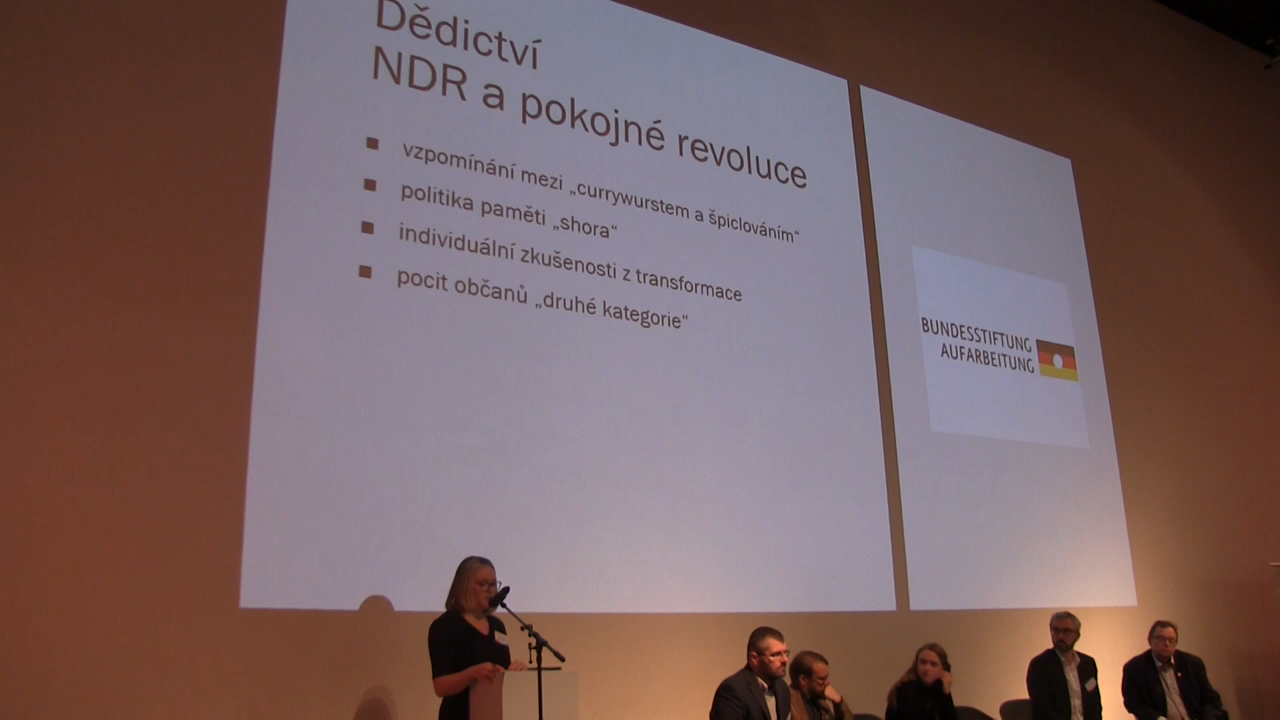 Dědictví
NDR a pokojné revoluce
vzpomínání mezi „currywurstem a špiclováním“
politika paměti „shora“
individuální zkušenosti z transformace
pocit občanů „druhé kategorie“
BUNDESSTIFTUNG
AUFARBEITUNG